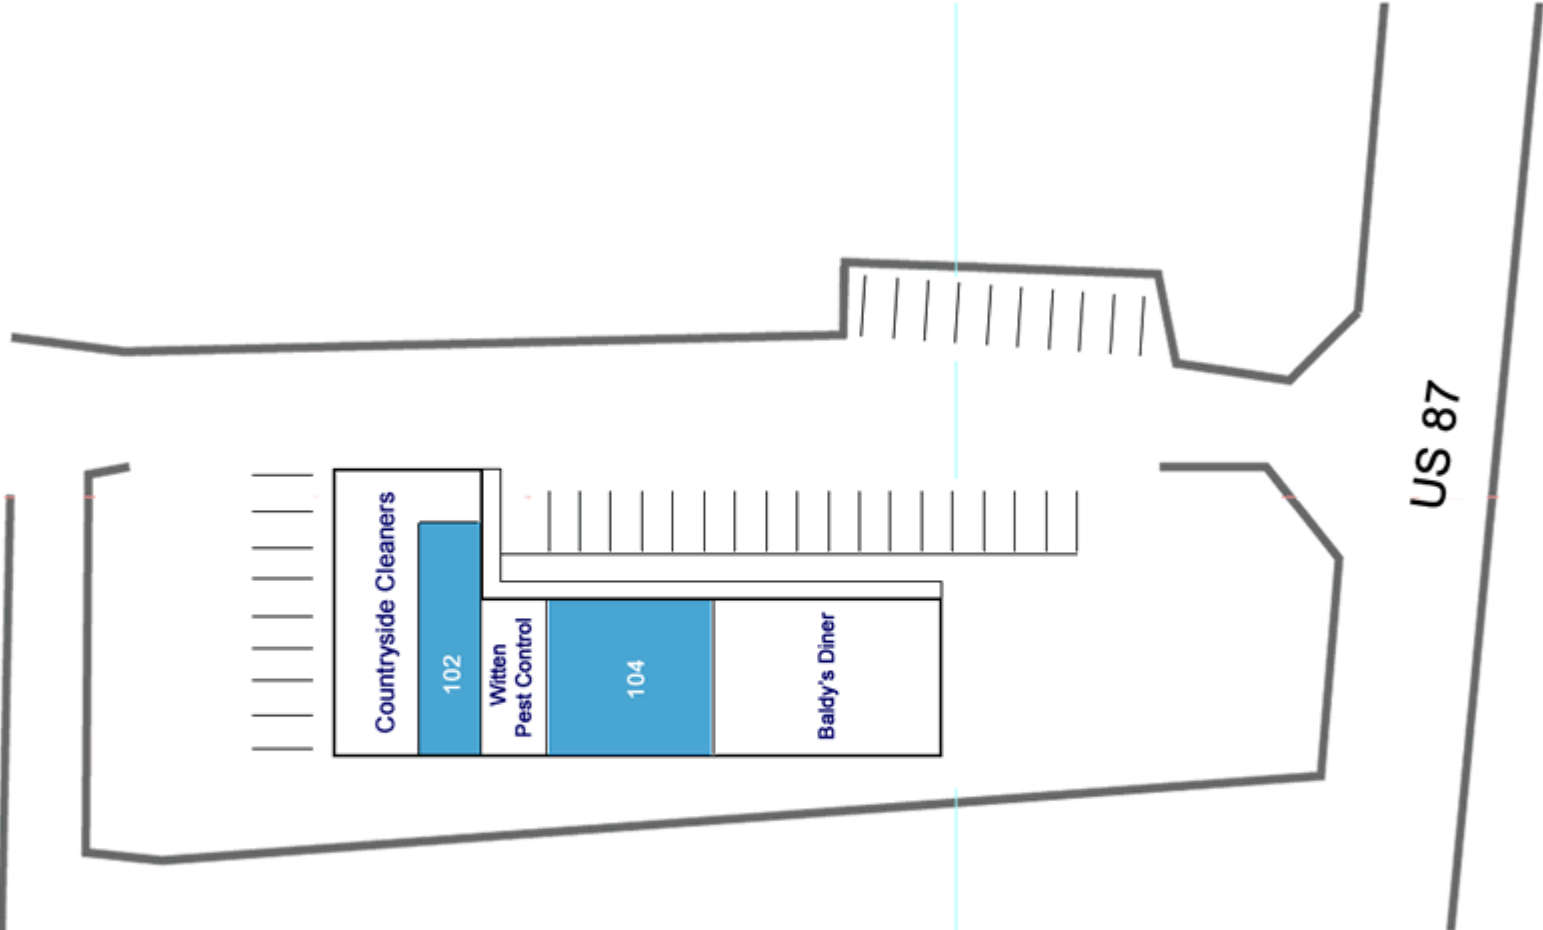 US 87
Countryside Cleaners
102
Witten
Pest Control
104
Baldy's Diner